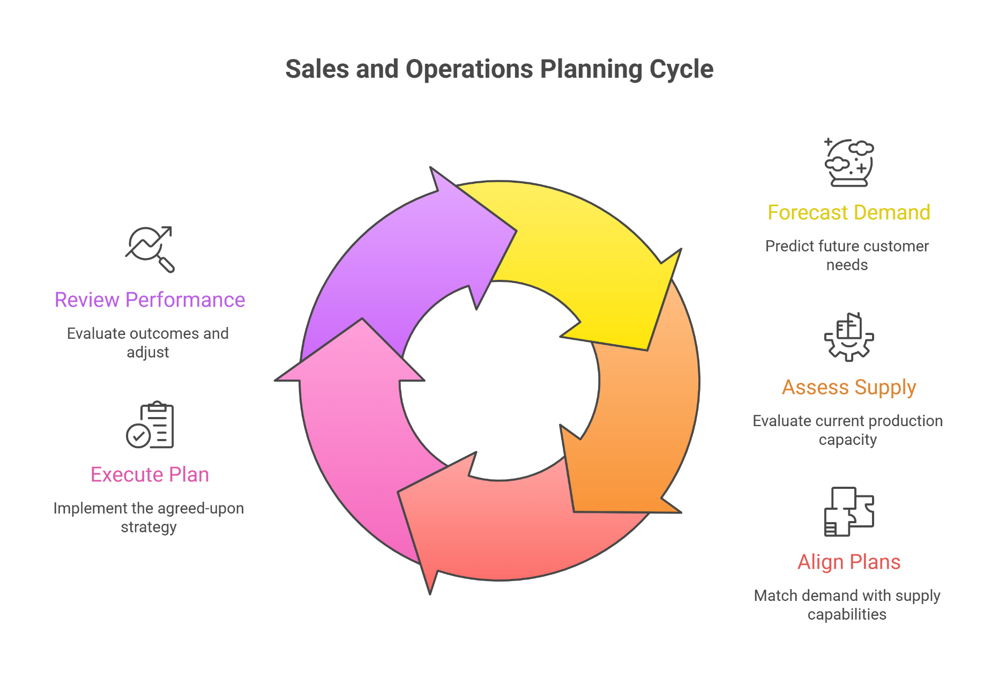 Sales and Operations Planning Cycle
Forecast Demand
Predict future customer
needs
Assess Supply
Evaluate current production
capacity
Align Plans
Match demand with supply
capabilities
Execute Plan
Implement the agreed-upon
strategy
Review Performance
Evaluate outcomes and
adjust